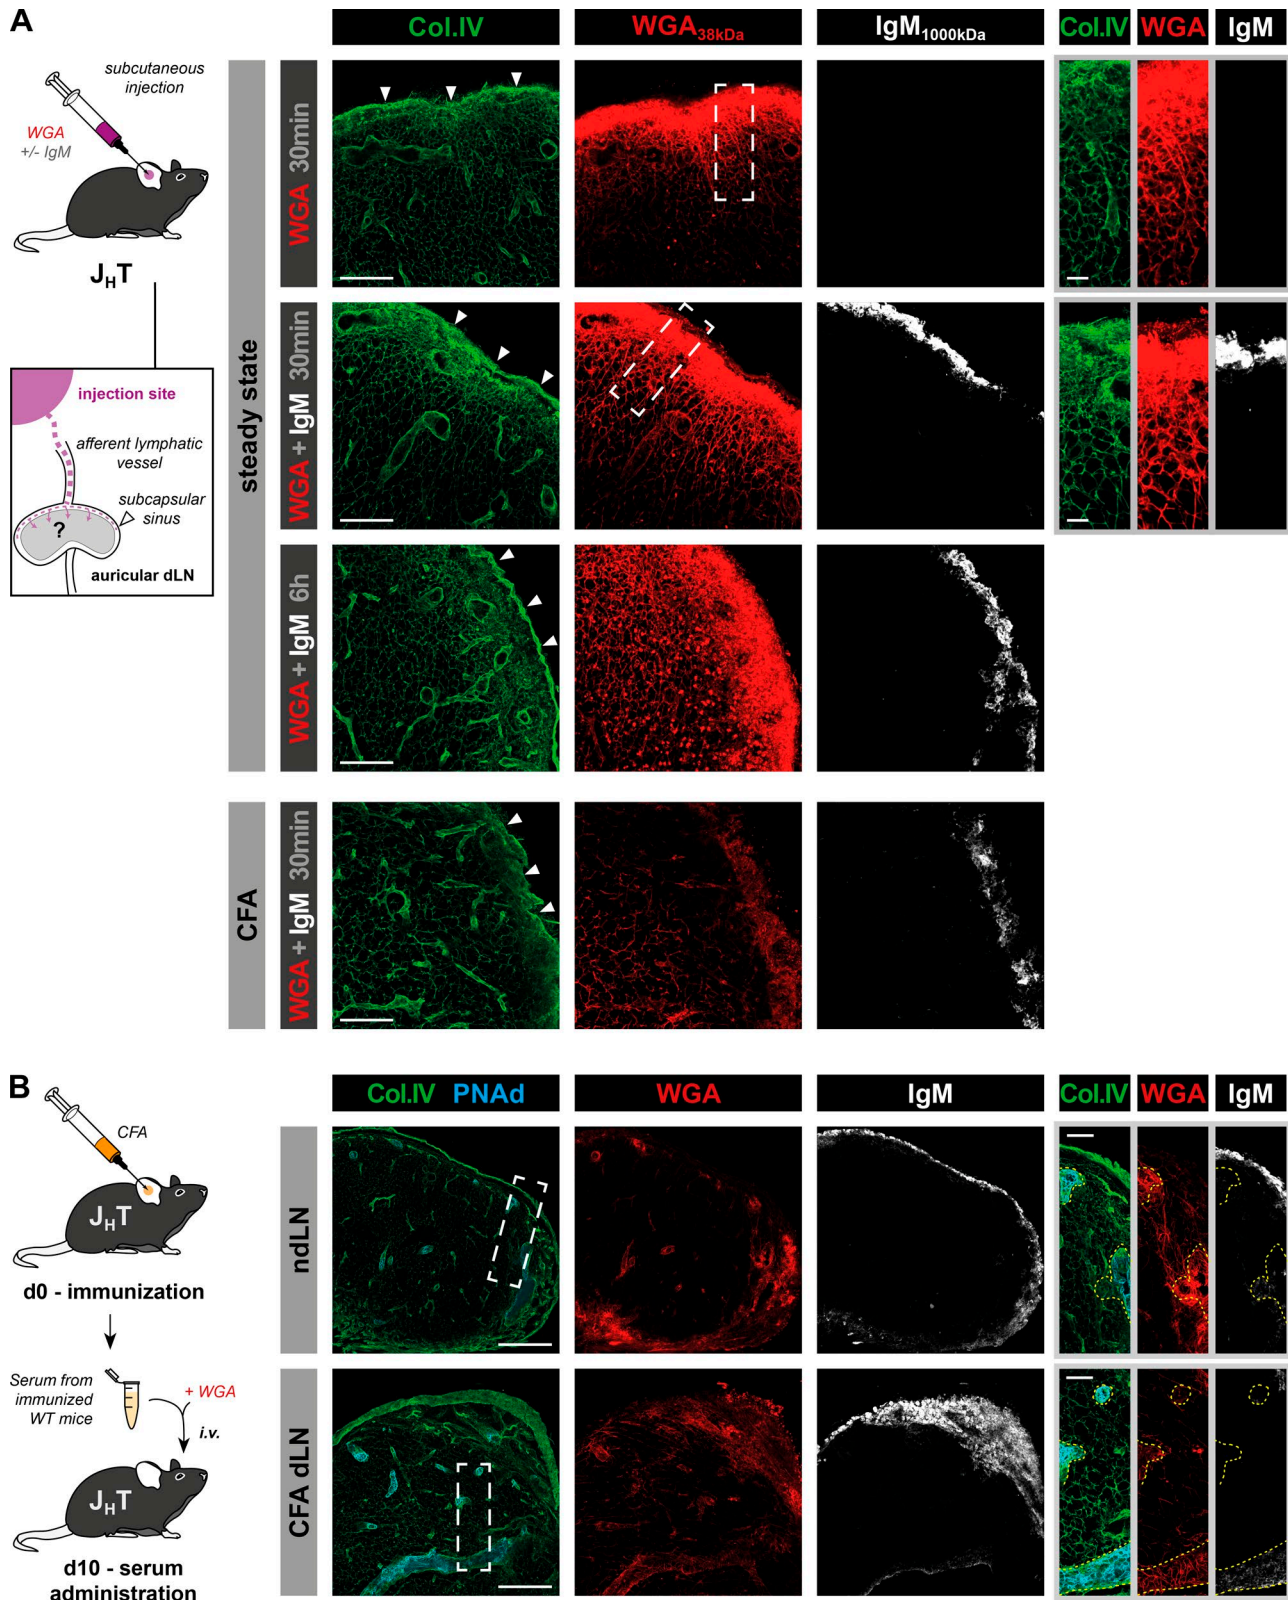 A
Col.IV
WGA38kDa
IgM1000kDa
Col.IV
WGA
IgM
subcutaneous
injection
WGA
+/- IgM
JHT
injection site
afferent lymphatic
vessel
subcapsular
sinus
?
auricular dLN
steady state
WGA 30min
WGA + IgM 30min
WGA + IgM 6h
CFA
WGA + IgM 30min
B
Col.IV PNAd
WGA
IgM
Col.IV
WGA
IgM
CFA
JHT
d0 - immunization
Serum from
immunized
WT mice
+ WGA
i.v.
JHT
d10 - serum
administration
ndLN
CFA dLN